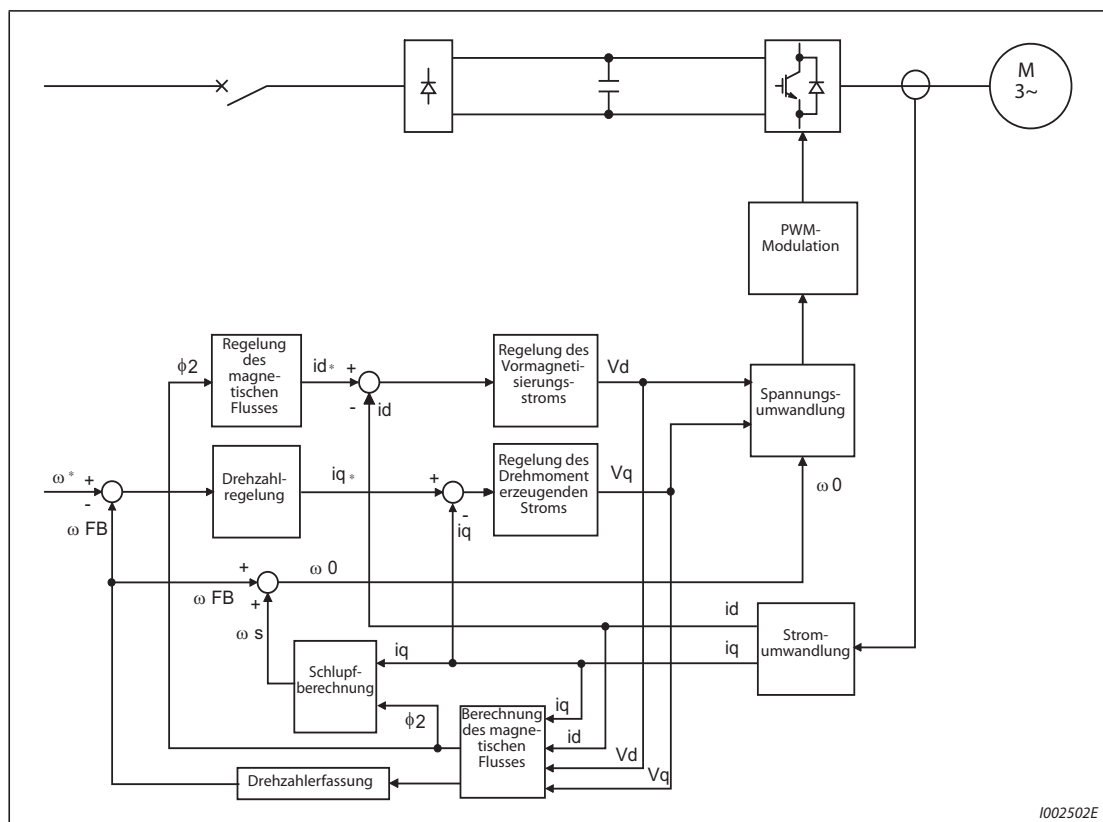 M
3~
PWM-
Modulation
ϕ2
Regelung
des
magne-
tischen
Flusses
id*
+
-
id
Regelung des
Vormagneti-
sierungs-
stroms
Vd
Spannungs-
umwandlung
ω*
+
-
ω FB
Drehzahl-
regelung
iq*
+
-
iq
Regelung des
Drehmoment
erzeugenden
Stroms
Vq
ω 0
+
ω FB
+
ω 0
ω s
id
iq
Strom-
umwandlung
Schlupf-
berechnung
iq
ϕ2
Berechnung
des magne-
tischen
Flusses
iq
id
Vd
Vq
Drehzahlerfassung
I002502E